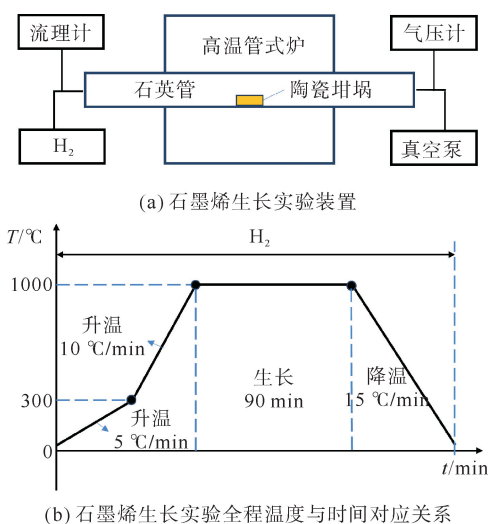 流理计
H₂
高温管式炉
石英管
陶瓷坩埚
气压计
真空泵
(a) 石墨烯生长实验装置
T/℃
H₂
1000
升温
10 ℃/min
生长
90 min
降温
15 ℃/min
300
升温
5 ℃/min
0
t/min
(b) 石墨烯生长实验全程温度与时间对应关系